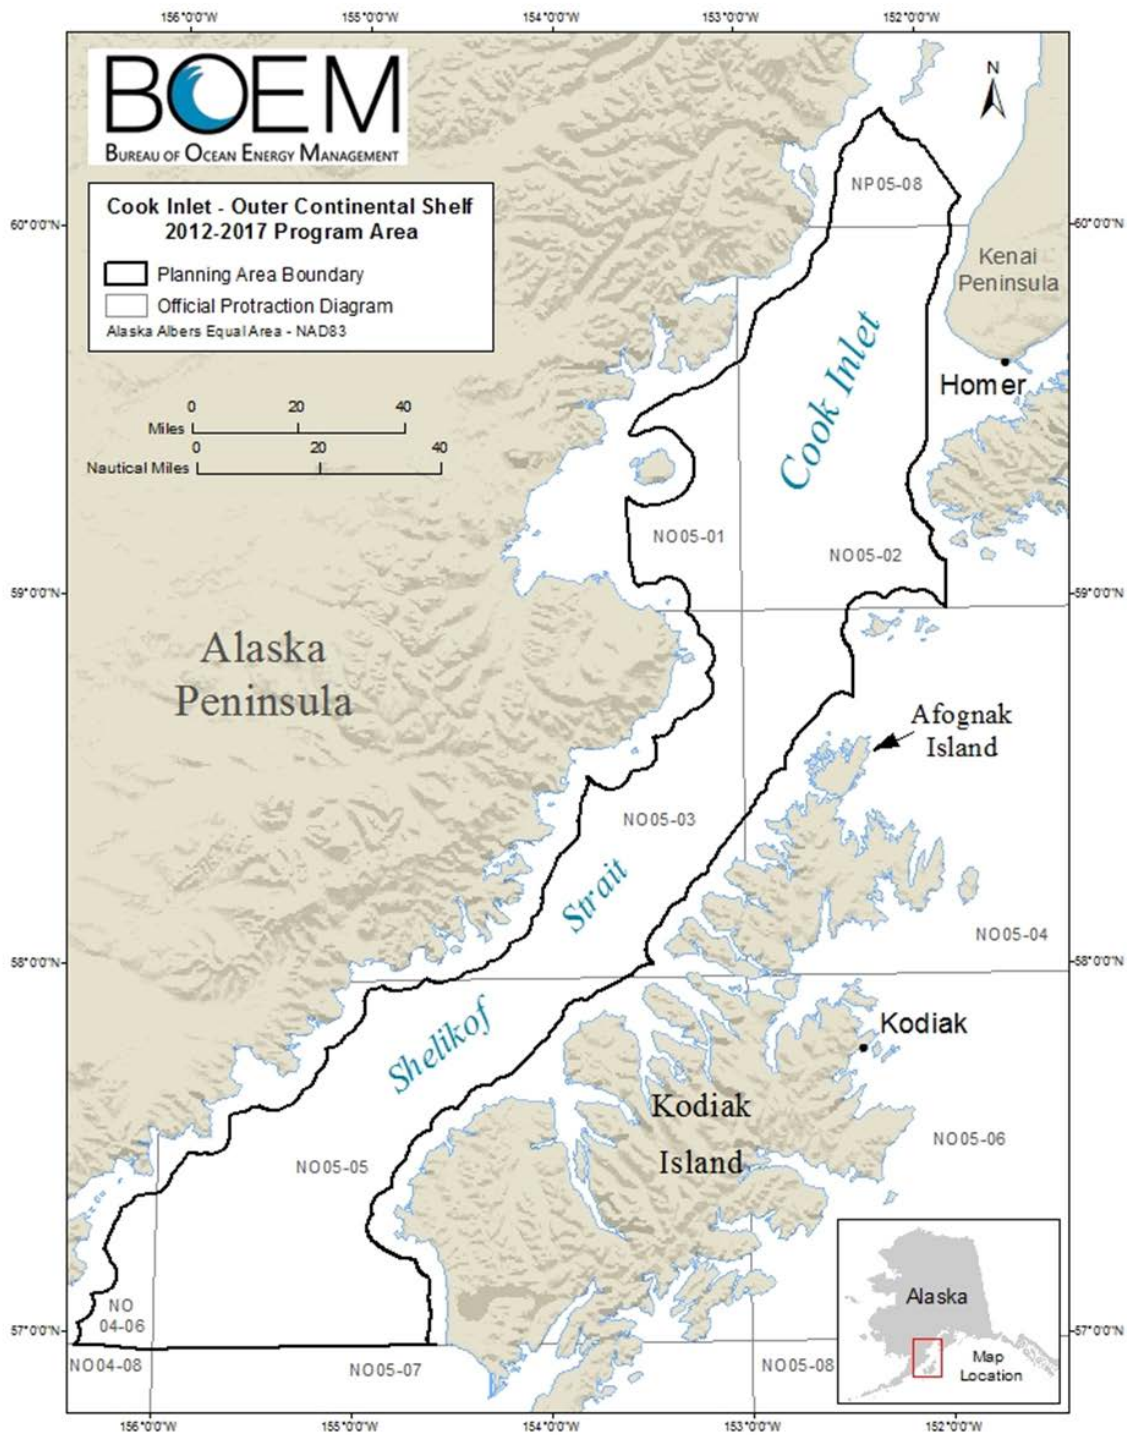 156°0'0"W 155°0'0"W 154°0'0"W 153°0'0"W 152°0'0"W
BOEM
BUREAU OF OCEAN ENERGY MANAGEMENT
N
Cook Inlet - Outer Continental Shelf
2012-2017 Program Area
Planning Area Boundary
Official Protraction Diagram
Alaska Albers Equal Area - NAD83
NP05-08
60°0'0"N
60°0'0"N
Kenai
Peninsula
Cook Inlet
Homer
0 20 40
Miles
0 20 40
Nautical Miles
NO05-01
NO05-02
59°0'0"N
59°0'0"N
Alaska
Peninsula
Afognak
Island
NO05-03
Strait
NO05-04
58°0'0"N
58°0'0"N
Shelikof
Kodiak
Kodiak
Island
NO05-05
NO05-06
Alaska
Map
Location
NO
04-06
57°0'0"N
57°0'0"N
NO04-08
NO05-07
NO05-08
156°0'0"W 155°0'0"W 154°0'0"W 153°0'0"W 152°0'0"W